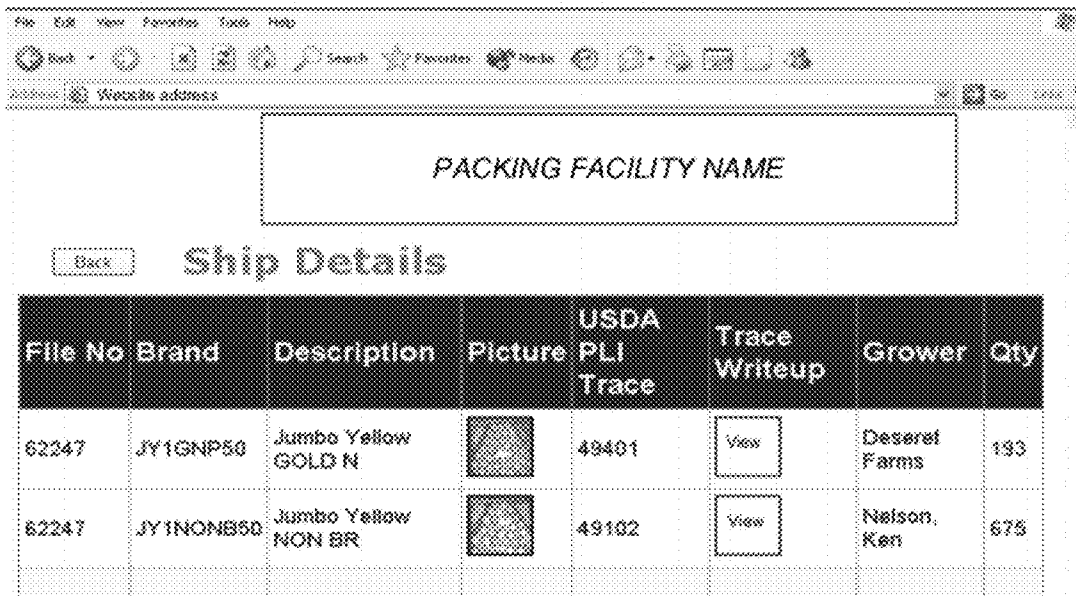 File Edit View Favorites Tools Help
Back Search Favorites Media
Address Website address Go Links
PACKING FACILITY NAME
Back Ship Details
File No Brand Description Picture USDA PLI Trace Trace Writeup Grower Qty
62247 JY1GNP50 Jumbo Yellow GOLD N 49401 View Deseret Farms 193
62247 JY1NONB50 Jumbo Yellow NON BR 49102 View Nelson, Ken 675